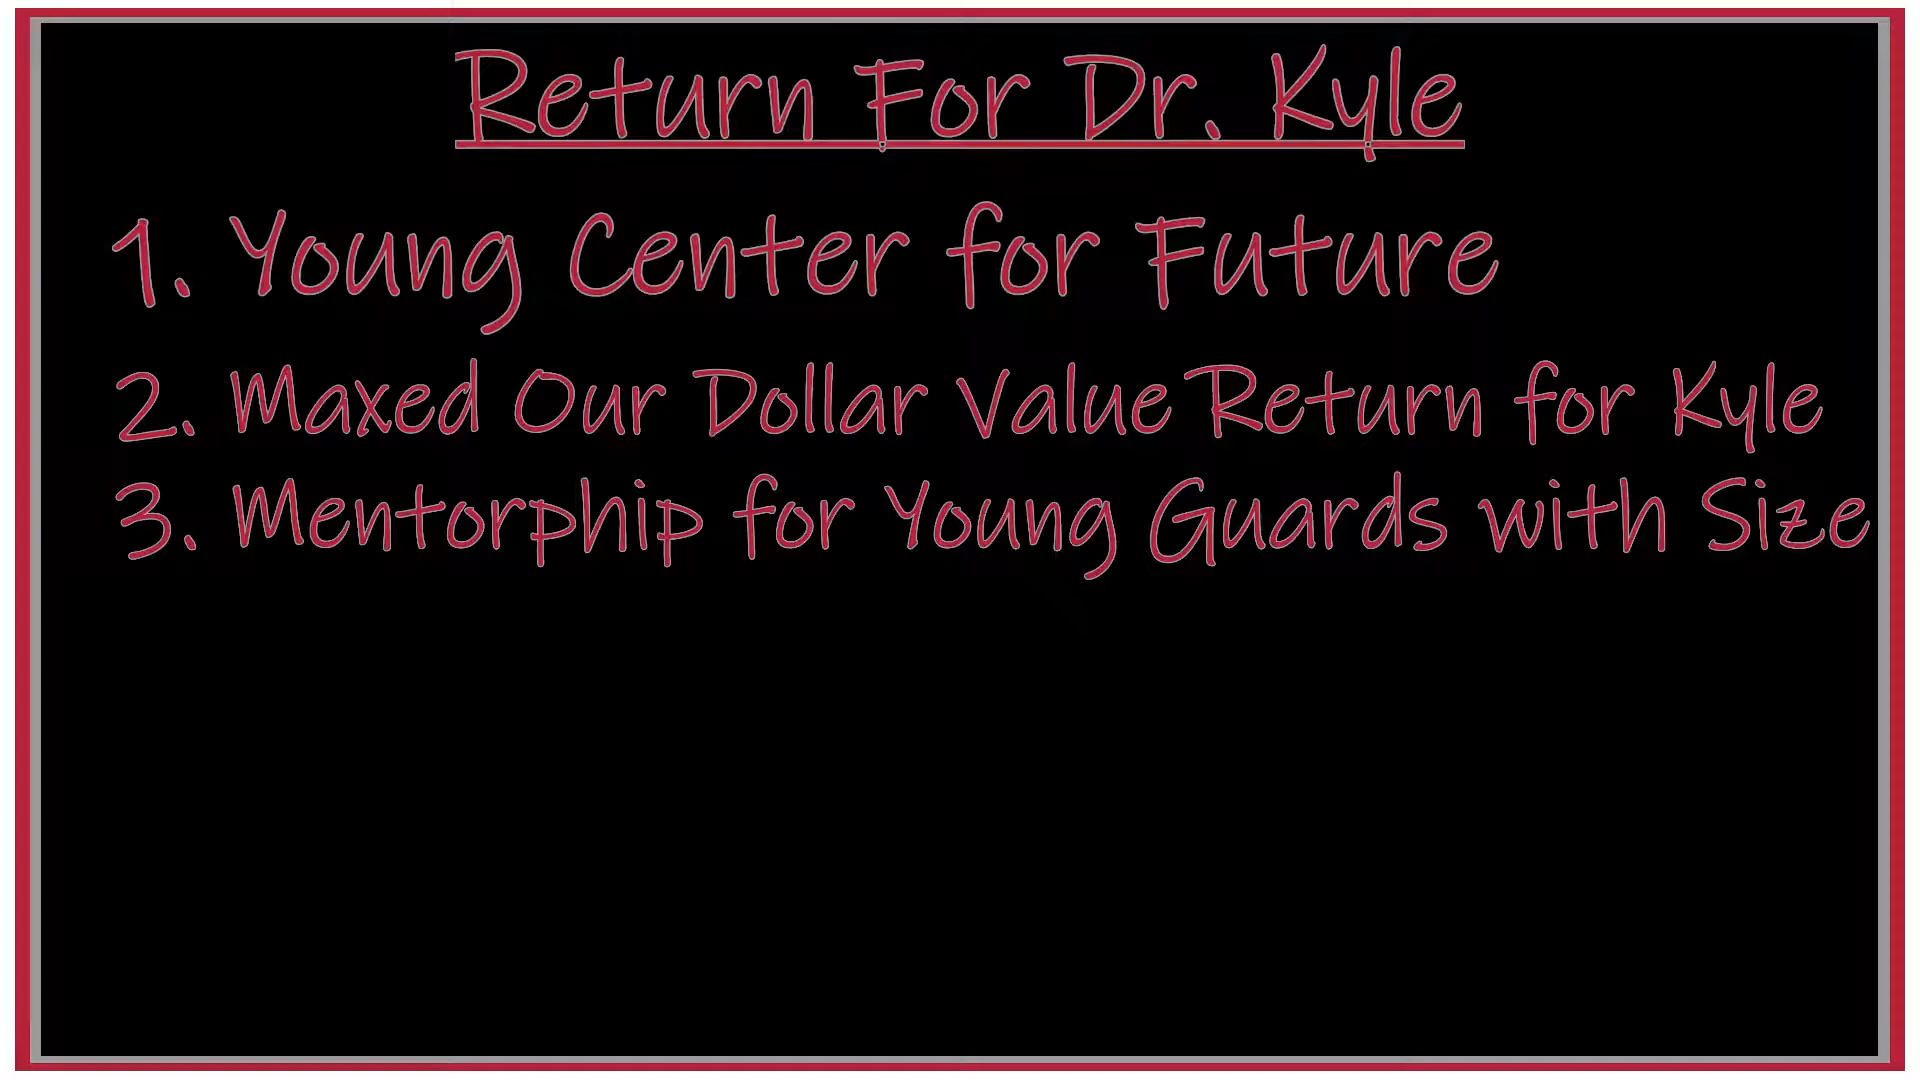 Return For Dr. Kyle
1. Young Center for Future
2. Maxed Our Dollar Value Return for Kyle
3. Mentorphip for Young Guards with Size